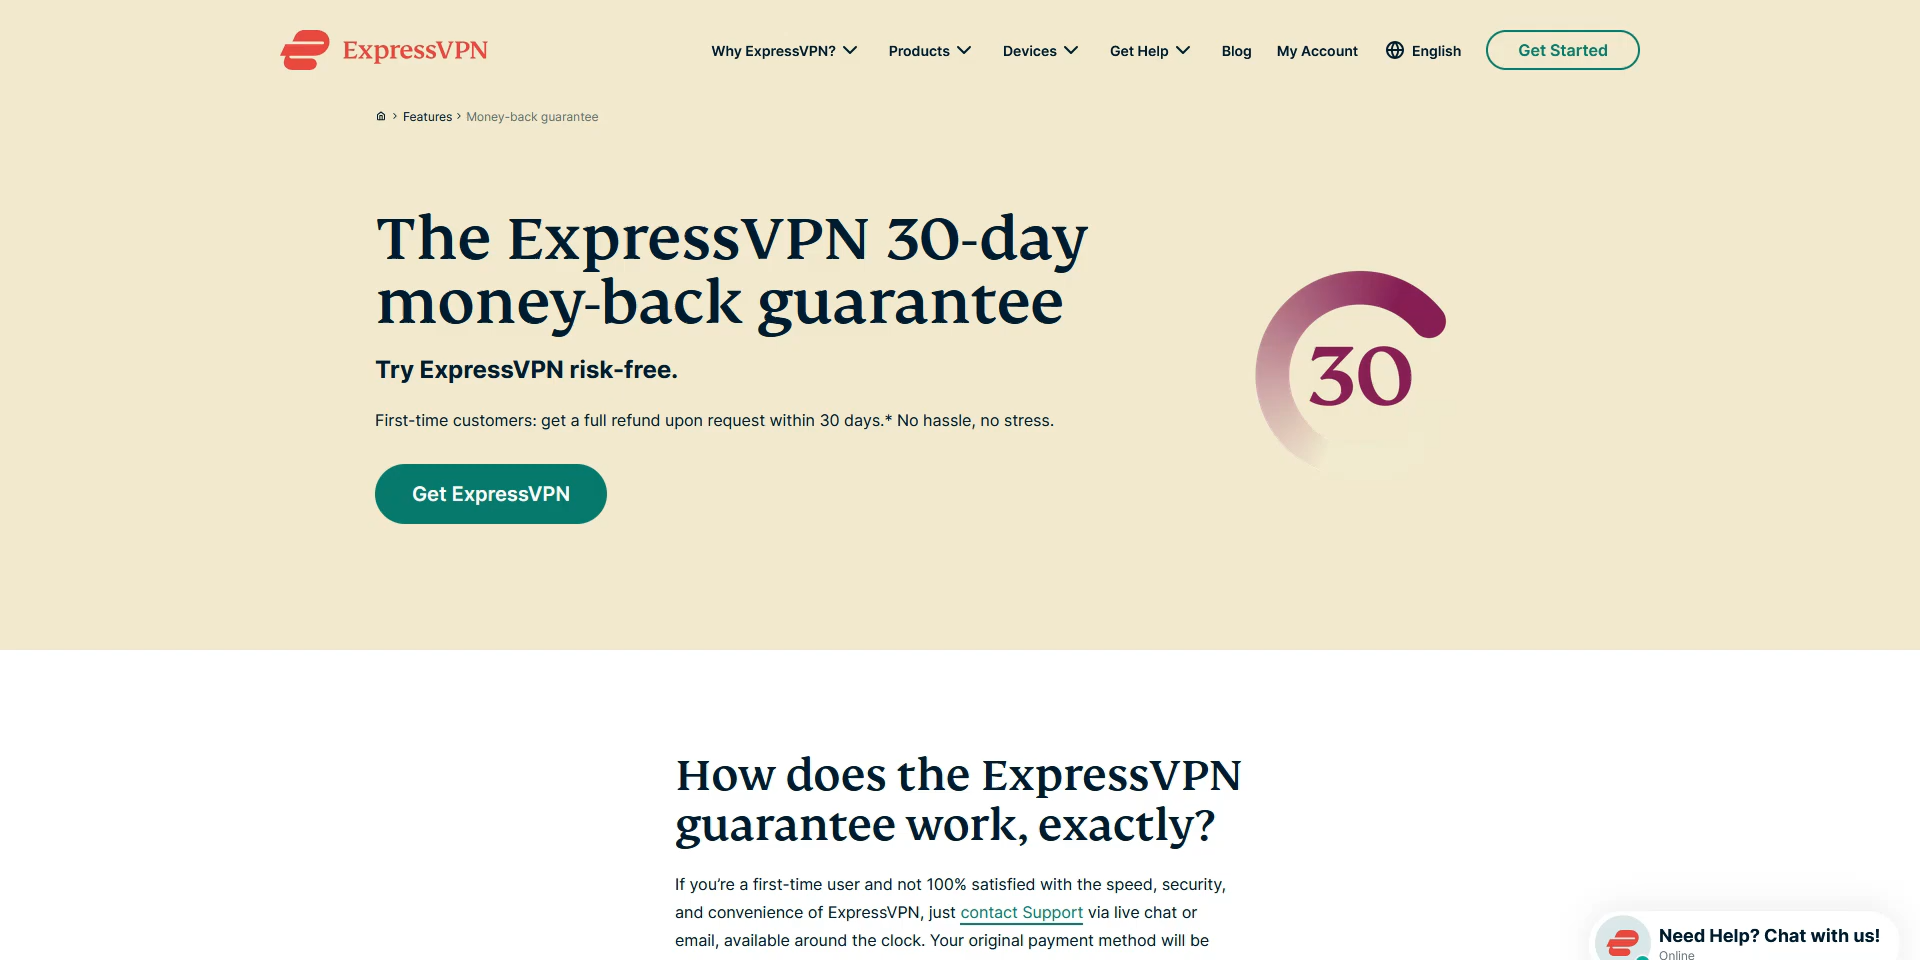 ExpressVPN
Why ExpressVPN?
Products
Devices
Get Help
Blog
My Account
English
Get Started
Features
Money-back guarantee
The ExpressVPN 30-day
money-back guarantee
Try ExpressVPN risk-free.
First-time customers: get a full refund upon request within 30 days.* No hassle, no stress.
Get ExpressVPN
30
How does the ExpressVPN
guarantee work, exactly?
If you’re a first-time user and not 100% satisfied with the speed, security,
and convenience of ExpressVPN, just contact Support via live chat or
email, available around the clock. Your original payment method will be
Need Help? Chat with us!
Online